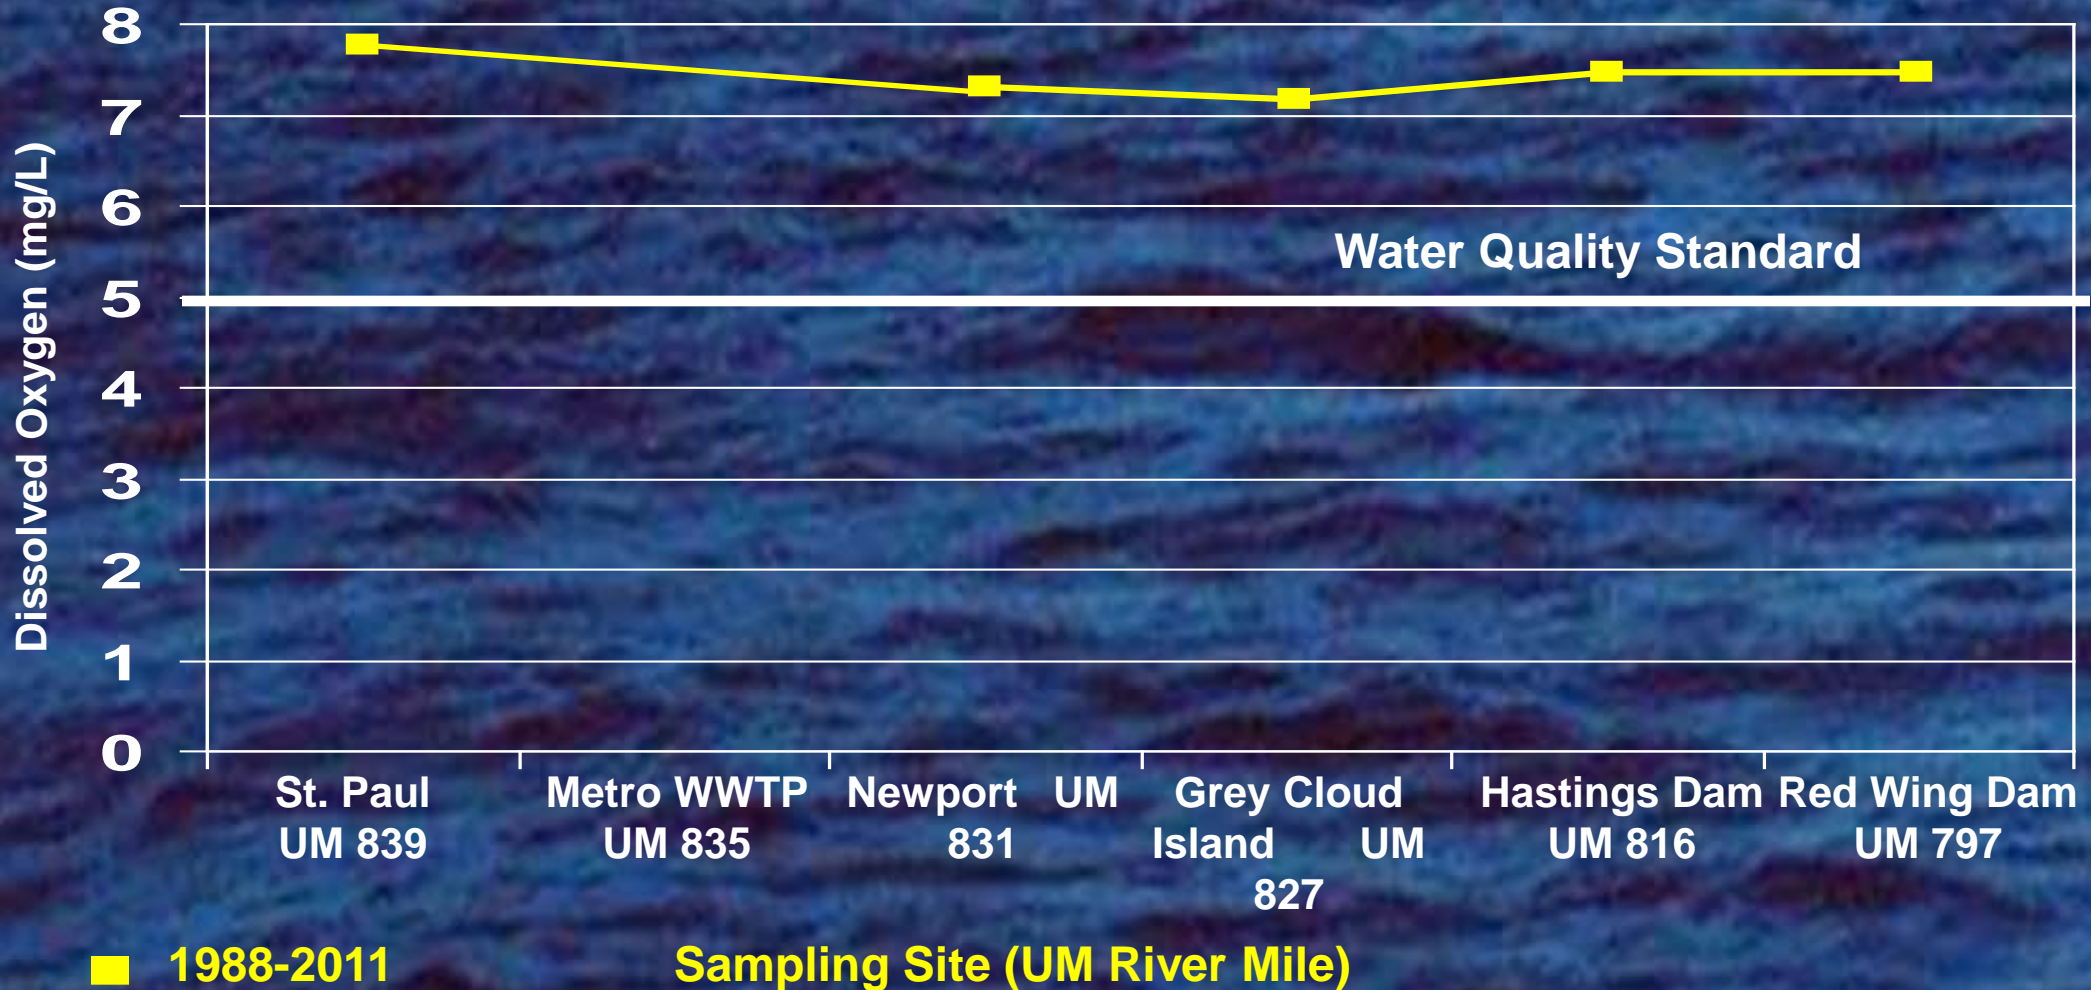 8
7
6
5
4
3
2
1
0
Dissolved Oxygen (mg/L)
Water Quality Standard
St. Paul
UM 839
Metro WWTP
UM 835
Newport UM
831
Grey Cloud
Island UM
827
Hastings Dam
UM 816
Red Wing Dam
UM 797
1988-2011
Sampling Site (UM River Mile)